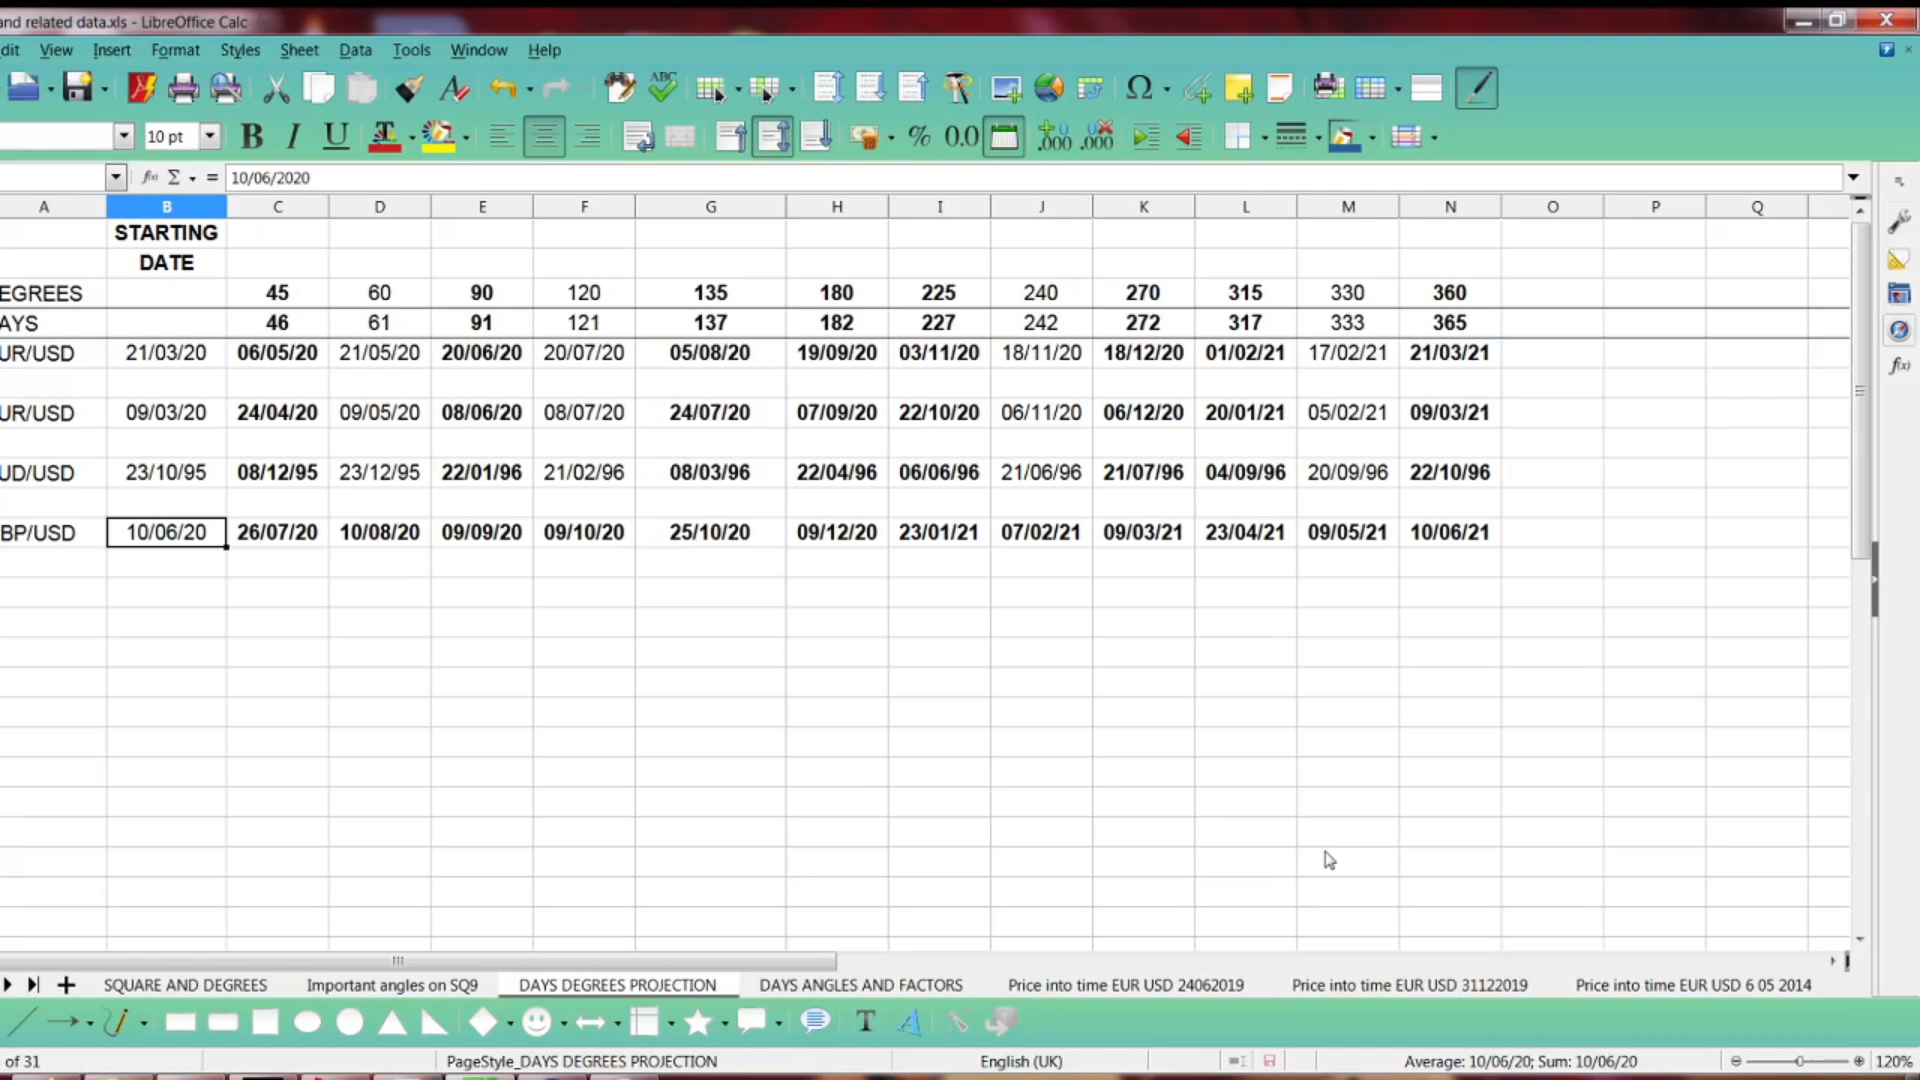 and related data.xls - LibreOffice Calc
dit View Insert Format Styles Sheet Data Tools Window Help
10 pt
10/06/2020
A B C D E F G H I J K L M N O P Q
STARTING
DATE
EGREES 45 60 90 120 135 180 225 240 270 315 330 360
AYS 46 61 91 121 137 182 227 242 272 317 333 365
UR/USD 21/03/20 06/05/20 21/05/20 20/06/20 20/07/20 05/08/20 19/09/20 03/11/20 18/11/20 18/12/20 01/02/21 17/02/21 21/03/21
UR/USD 09/03/20 24/04/20 09/05/20 08/06/20 08/07/20 24/07/20 07/09/20 22/10/20 06/11/20 06/12/20 20/01/21 05/02/21 09/03/21
UD/USD 23/10/95 08/12/95 23/12/95 22/01/96 21/02/96 08/03/96 22/04/96 06/06/96 21/06/96 21/07/96 04/09/96 20/09/96 22/10/96
BP/USD 10/06/20 26/07/20 10/08/20 09/09/20 09/10/20 25/10/20 09/12/20 23/01/21 07/02/21 09/03/21 23/04/21 09/05/21 10/06/21
SQUARE AND DEGREES Important angles on SQ9 DAYS DEGREES PROJECTION DAYS ANGLES AND FACTORS Price into time EUR USD 24062019 Price into time EUR USD 31122019 Price into time EUR USD 6 05 2014
of 31 PageStyle_DAYS DEGREES PROJECTION English (UK) Average: 10/06/20; Sum: 10/06/20 120%